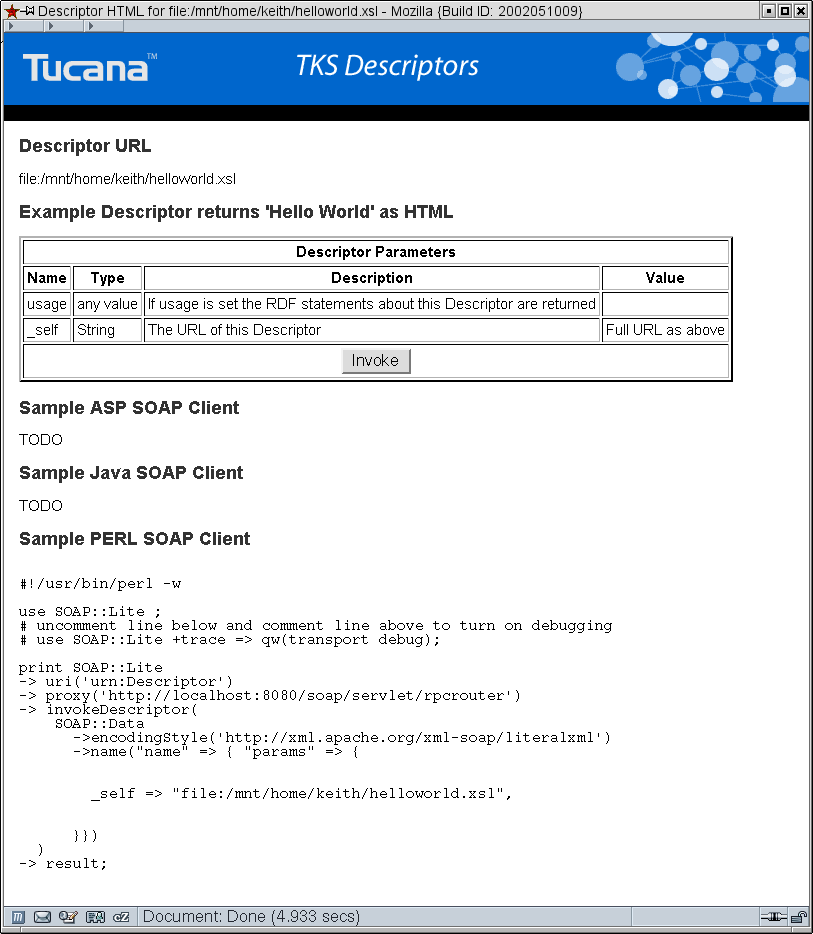 Descriptor HTML for file:/mnt/home/keith/helloworld.xsl - Mozilla {Build ID: 2002051009}
Tucana™
TKS Descriptors
Descriptor URL
file:/mnt/home/keith/helloworld.xsl
Example Descriptor returns 'Hello World' as HTML
Descriptor Parameters
Name Type Description Value
usage any value If usage is set the RDF statements about this Descriptor are returned
_self String The URL of this Descriptor Full URL as above
Invoke
Sample ASP SOAP Client
TODO
Sample Java SOAP Client
TODO
Sample PERL SOAP Client
#!/usr/bin/perl -w
use SOAP::Lite ;
# uncomment line below and comment line above to turn on debugging
# use SOAP::Lite +trace => qw(transport debug);
print SOAP::Lite
-> uri('urn:Descriptor')
-> proxy('http://localhost:8080/soap/servlet/rpcrouter')
-> invokeDescriptor(
SOAP::Data
->encodingStyle('http://xml.apache.org/xml-soap/literalxml')
->name("name" => { "params" => {
_self => "file:/mnt/home/keith/helloworld.xsl",
}})
)
-> result;
Document: Done (4.933 secs)